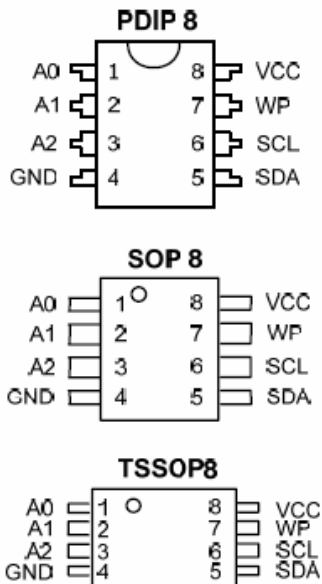 PDIP 8
A0 1 8 VCC
A1 2 7 WP
A2 3 6 SCL
GND 4 5 SDA
SOP 8
A0 1 8 VCC
A1 2 7 WP
A2 3 6 SCL
GND 4 5 SDA
TSSOP8
A0 1 8 VCC
A1 2 7 WP
A2 3 6 SCL
GND 4 5 SDA